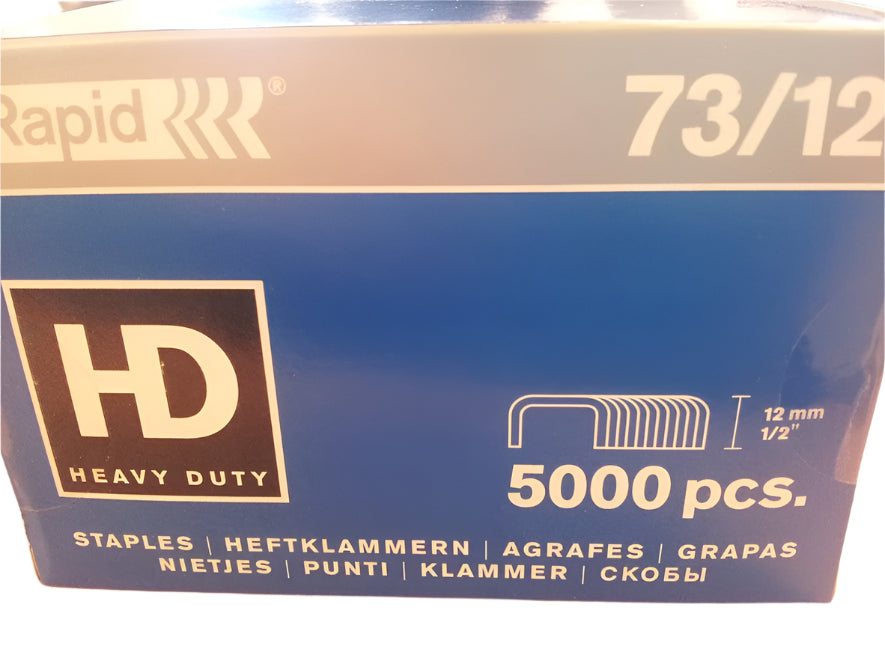 Rapid®
73/12
HD
HEAVY DUTY
12 mm
1/2"
5000 pcs.
STAPLES | HEFTKLAMMERN | AGRAFES | GRAPAS
NIETJES | PUNTI | KLAMMER | СКОБЫ